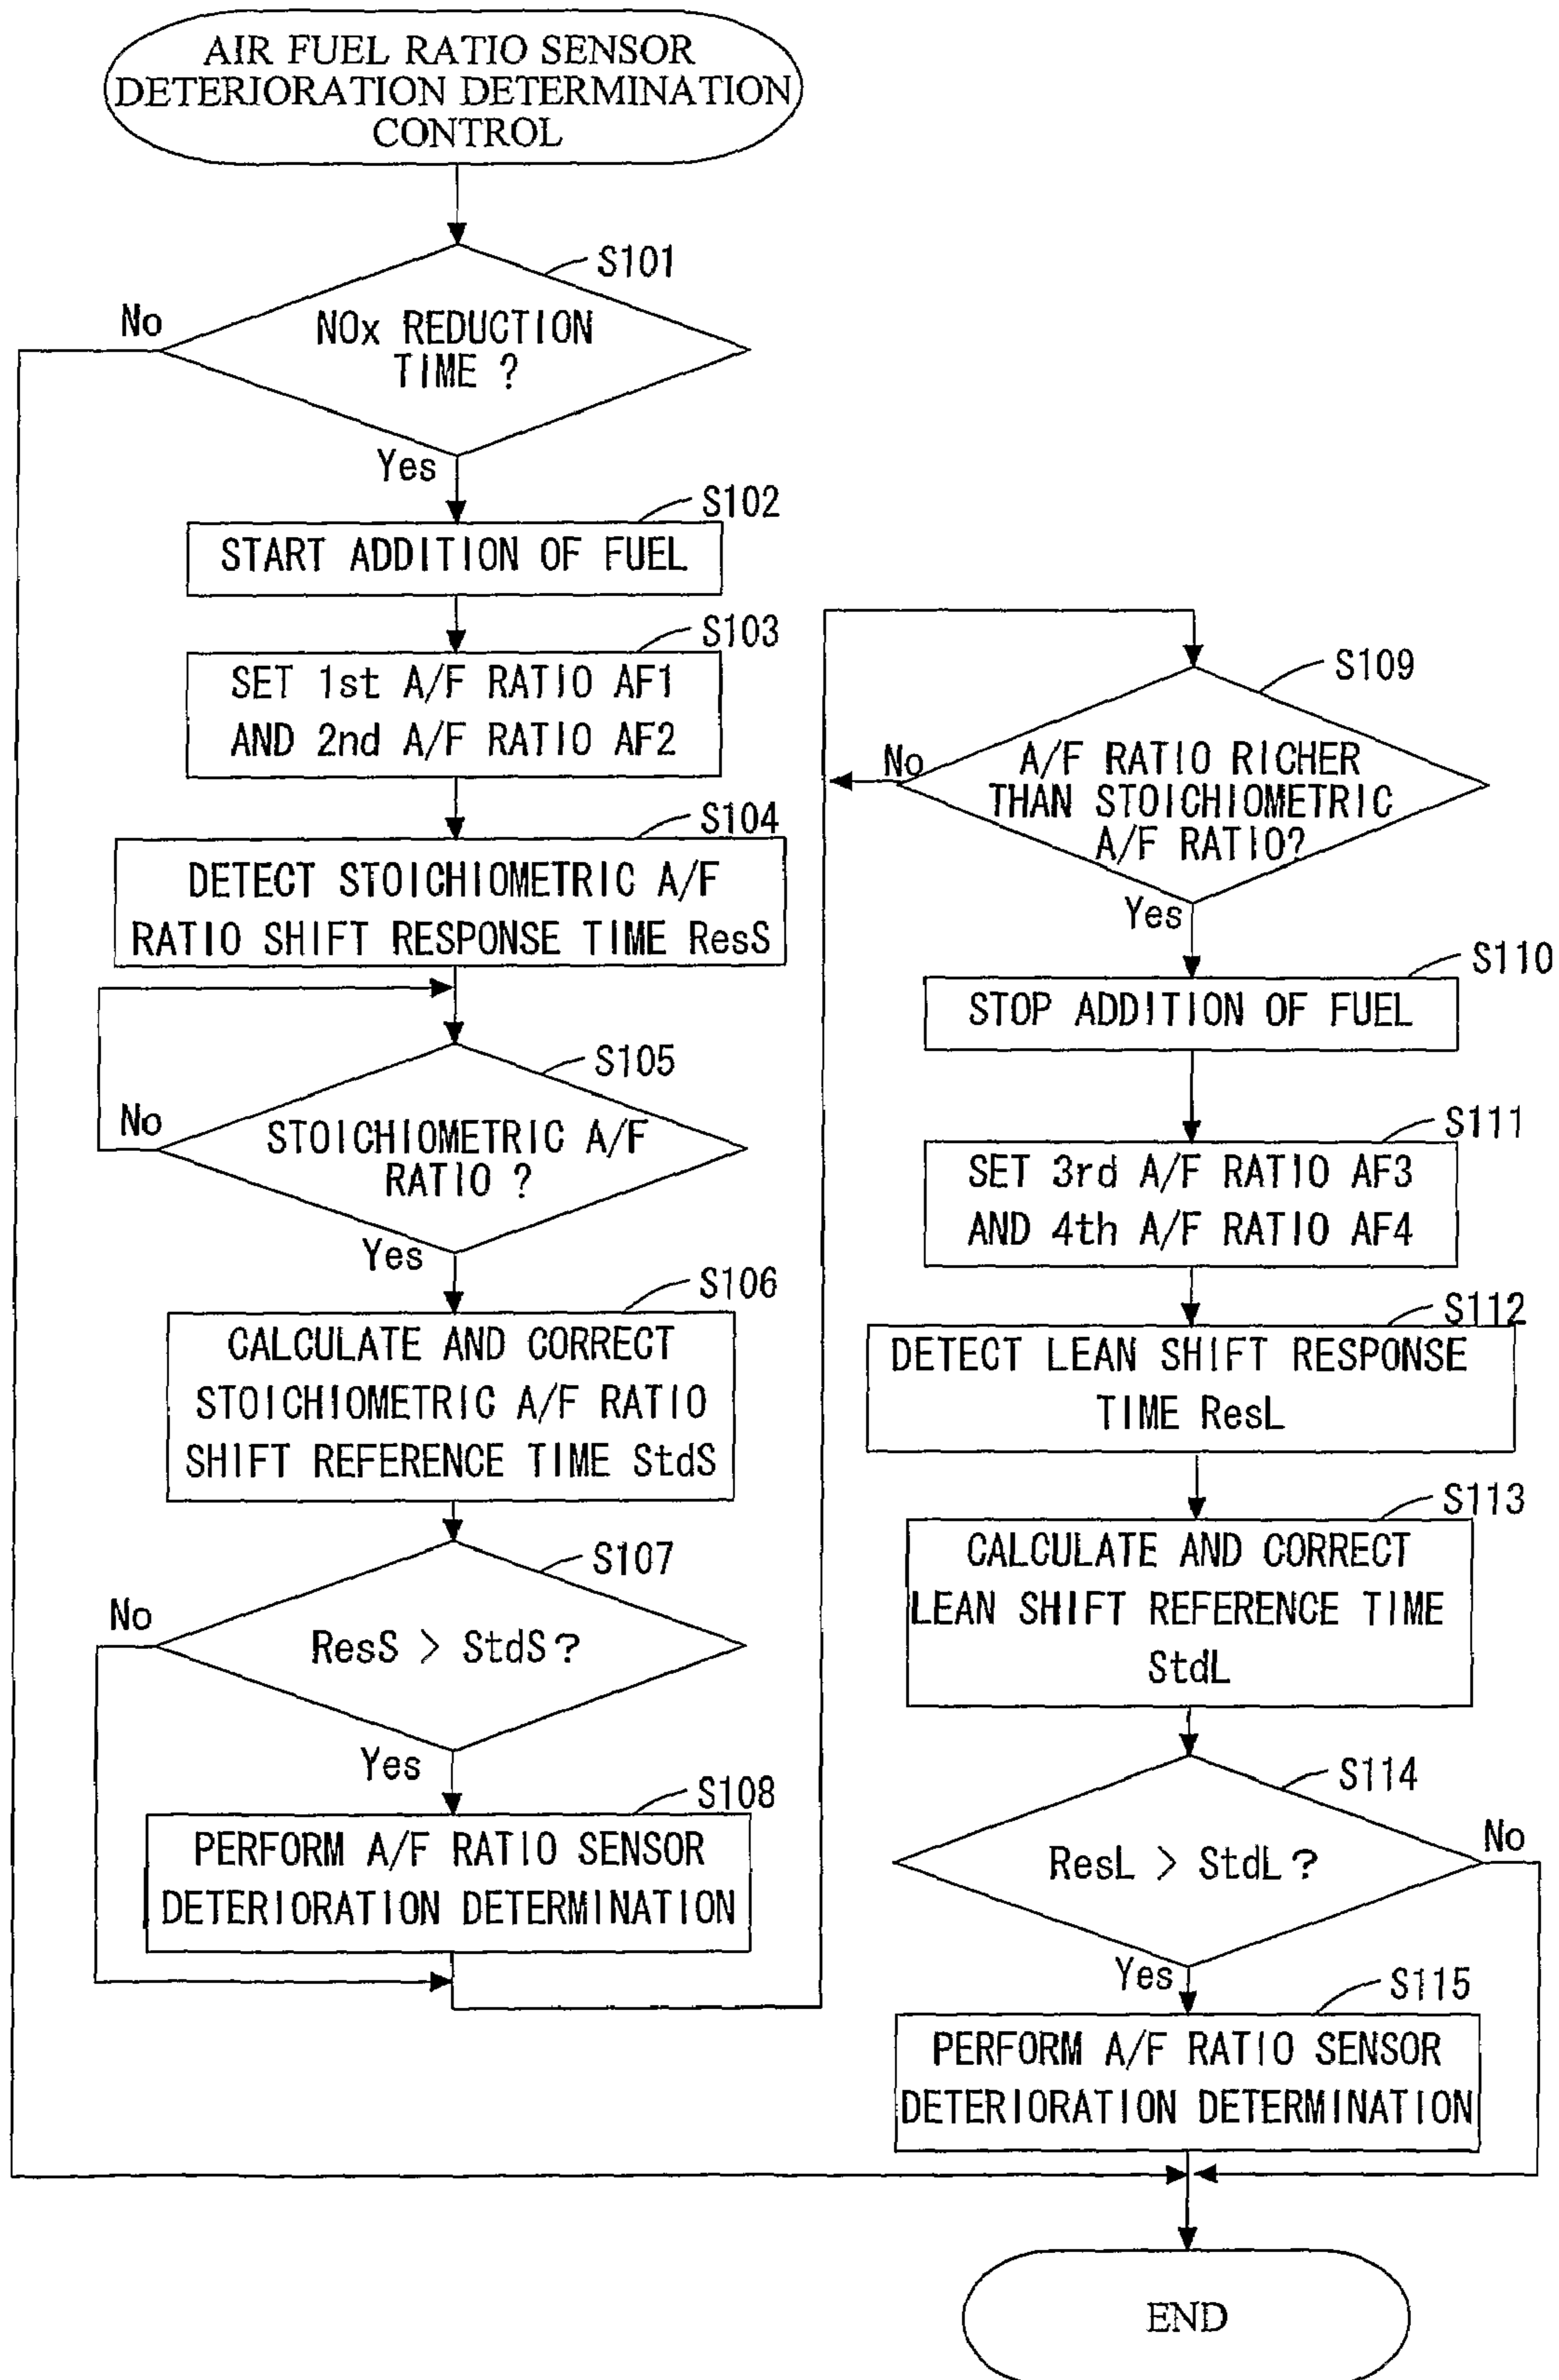 AIR FUEL RATIO SENSOR
DETERIORATION DETERMINATION
CONTROL
S101
No
NOx REDUCTION
TIME ?
Yes
S102
START ADDITION OF FUEL
S103
SET 1st A/F RATIO AF1
AND 2nd A/F RATIO AF2
S104
DETECT STOICHIOMETRIC A/F
RATIO SHIFT RESPONSE TIME ResS
S105
No
STOICHIOMETRIC A/F
RATIO ?
Yes
S106
CALCULATE AND CORRECT
STOICHIOMETRIC A/F RATIO
SHIFT REFERENCE TIME StdS
S107
No
ResS > StdS?
Yes
S108
PERFORM A/F RATIO SENSOR
DETERIORATION DETERMINATION
S109
No
A/F RATIO RICHER
THAN STOICHIOMETRIC
A/F RATIO?
Yes
S110
STOP ADDITION OF FUEL
S111
SET 3rd A/F RATIO AF3
AND 4th A/F RATIO AF4
S112
DETECT LEAN SHIFT RESPONSE
TIME ResL
S113
CALCULATE AND CORRECT
LEAN SHIFT REFERENCE TIME
StdL
S114
No
ResL > StdL?
Yes
S115
PERFORM A/F RATIO SENSOR
DETERIORATION DETERMINATION
END